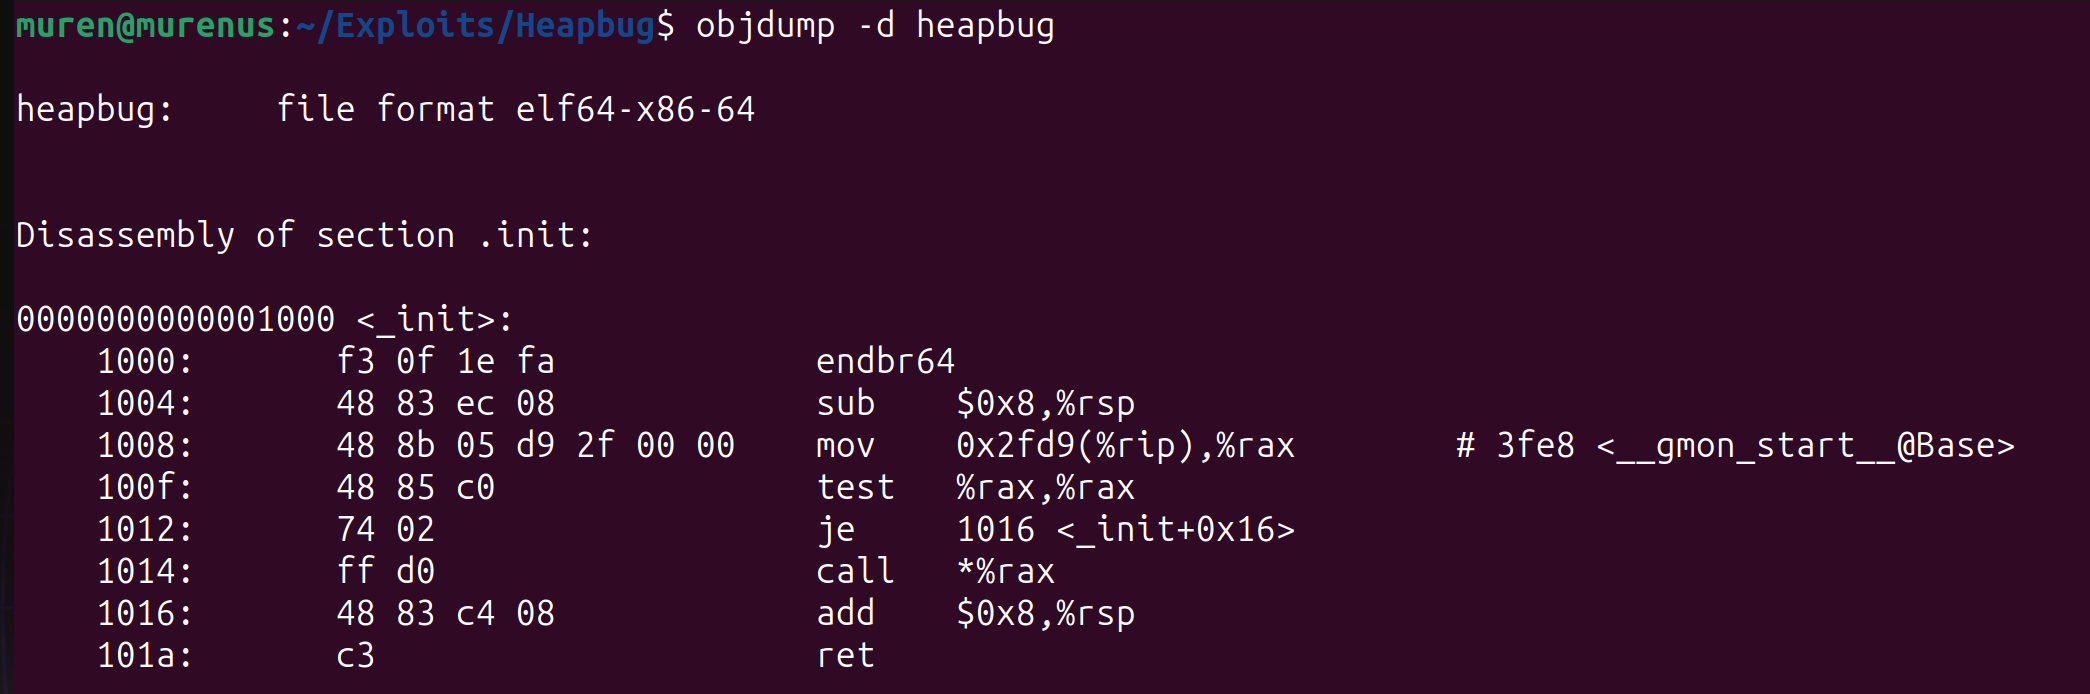 muren@murenus:~/Exploits/Heapbug$ objdump -d heapbug
heapbug:     file format elf64-x86-64
Disassembly of section .init:
0000000000001000 <_init>:
    1000:       f3 0f 1e fa             endbr64
    1004:       48 83 ec 08             sub    $0x8,%rsp
    1008:       48 8b 05 d9 2f 00 00    mov    0x2fd9(%rip),%rax        # 3fe8 <__gmon_start__@Base>
    100f:       48 85 c0                test   %rax,%rax
    1012:       74 02                   je     1016 <_init+0x16>
    1014:       ff d0                   call   *%rax
    1016:       48 83 c4 08             add    $0x8,%rsp
    101a:       c3                      ret